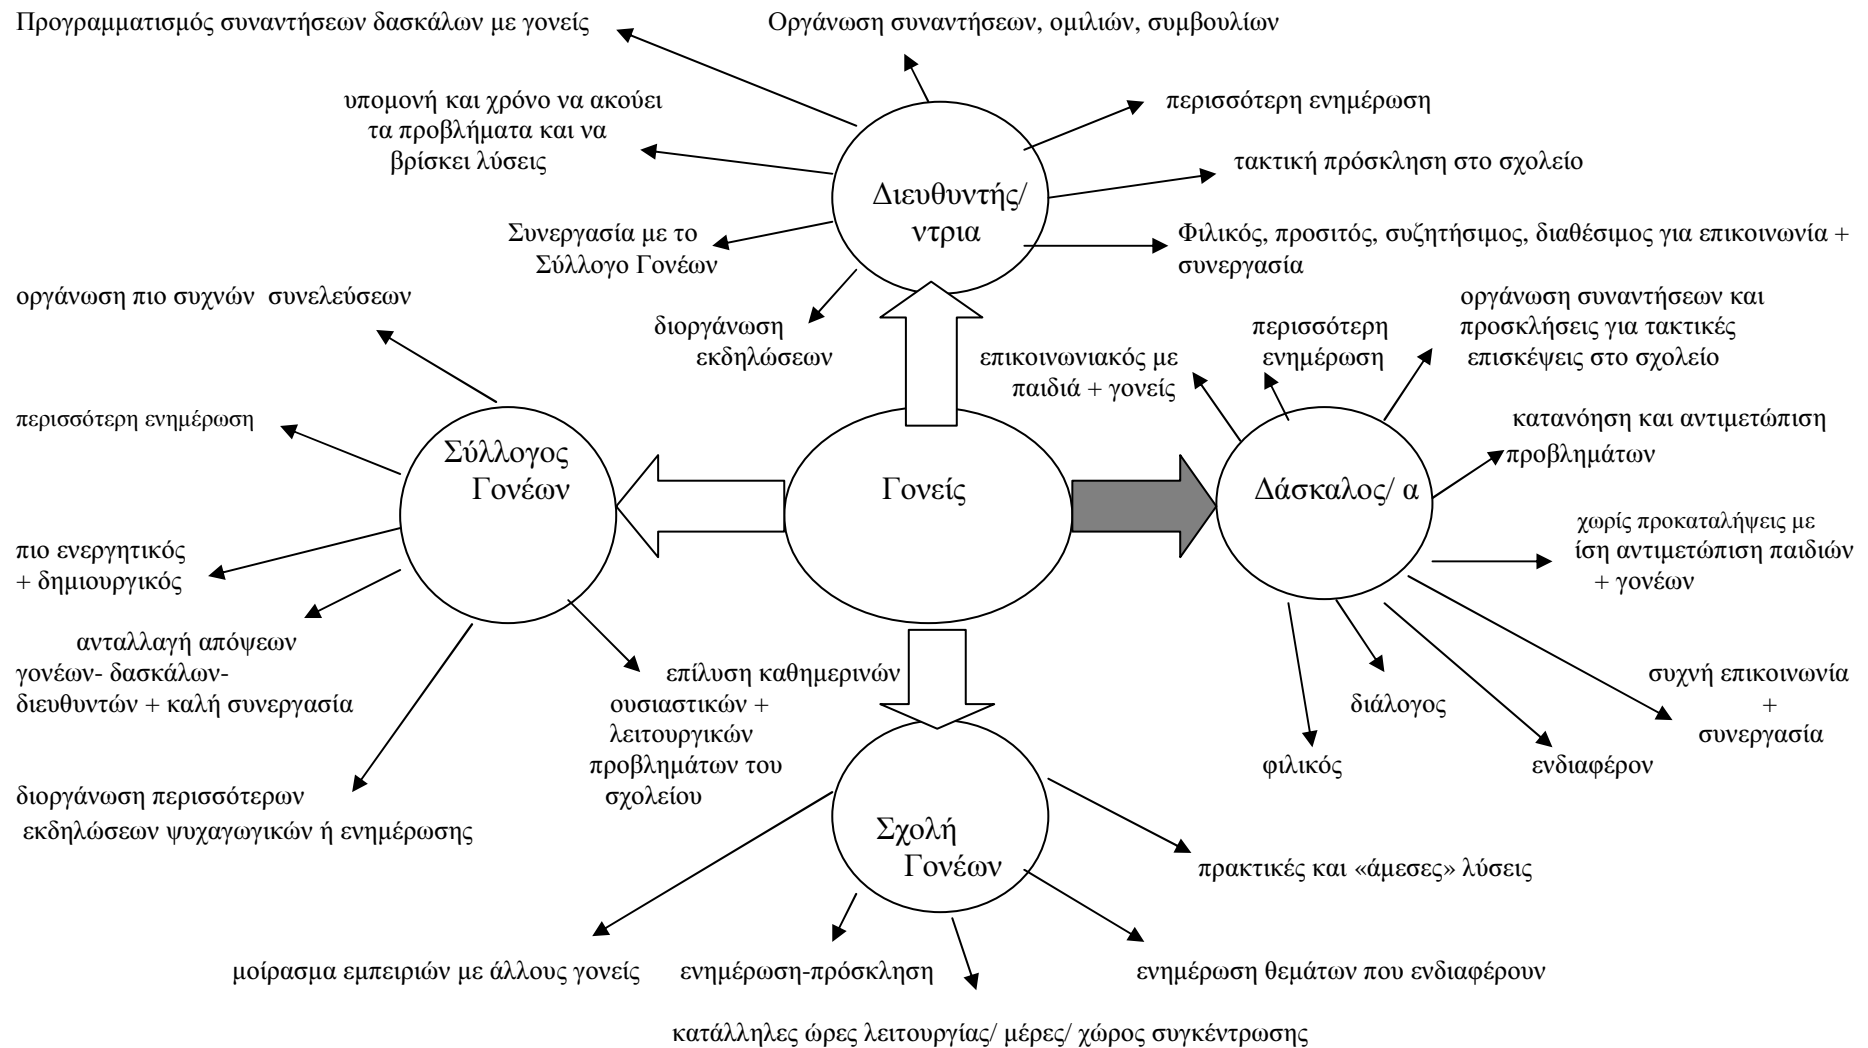 Προγραμματισμός συναντήσεων δασκάλων με γονείς
Οργάνωση συναντήσεων, ομιλιών, συμβουλίων
υπομονή και χρόνο να ακούει
τα προβλήματα και να
βρίσκει λύσεις
περισσότερη ενημέρωση
τακτική πρόσκληση στο σχολείο
Διευθυντής/
ντρια
Συνεργασία με το
Σύλλογο Γονέων
Φιλικός, προσιτός, συζητήσιμος, διαθέσιμος για επικοινωνία +
συνεργασία
διοργάνωση
εκδηλώσεων
οργάνωση πιο συχνών συνελεύσεων
περισσότερη ενημέρωση
Σύλλογος
Γονέων
πιο ενεργητικός
+ δημιουργικός
ανταλλαγή απόψεων
γονέων- δασκάλων-
διευθυντών + καλή συνεργασία
διοργάνωση περισσότερων
εκδηλώσεων ψυχαγωγικών ή ενημέρωσης
επίλυση καθημερινών
ουσιαστικών +
λειτουργικών
προβλημάτων του
σχολείου
Γονείς
επικοινωνιακός με
παιδιά + γονείς
περισσότερη
ενημέρωση
οργάνωση συναντήσεων και
προσκλήσεις για τακτικές
επισκέψεις στο σχολείο
κατανόηση και αντιμετώπιση
προβλημάτων
Δάσκαλος/ α
χωρίς προκαταλήψεις με
ίση αντιμετώπιση παιδιών
+ γονέων
συχνή επικοινωνία
+
συνεργασία
διάλογος
φιλικός
ενδιαφέρον
Σχολή
Γονέων
πρακτικές και «άμεσες» λύσεις
μοίρασμα εμπειριών με άλλους γονείς
ενημέρωση-πρόσκληση
ενημέρωση θεμάτων που ενδιαφέρουν
κατάλληλες ώρες λειτουργίας/ μέρες/ χώρος συγκέντρωσης